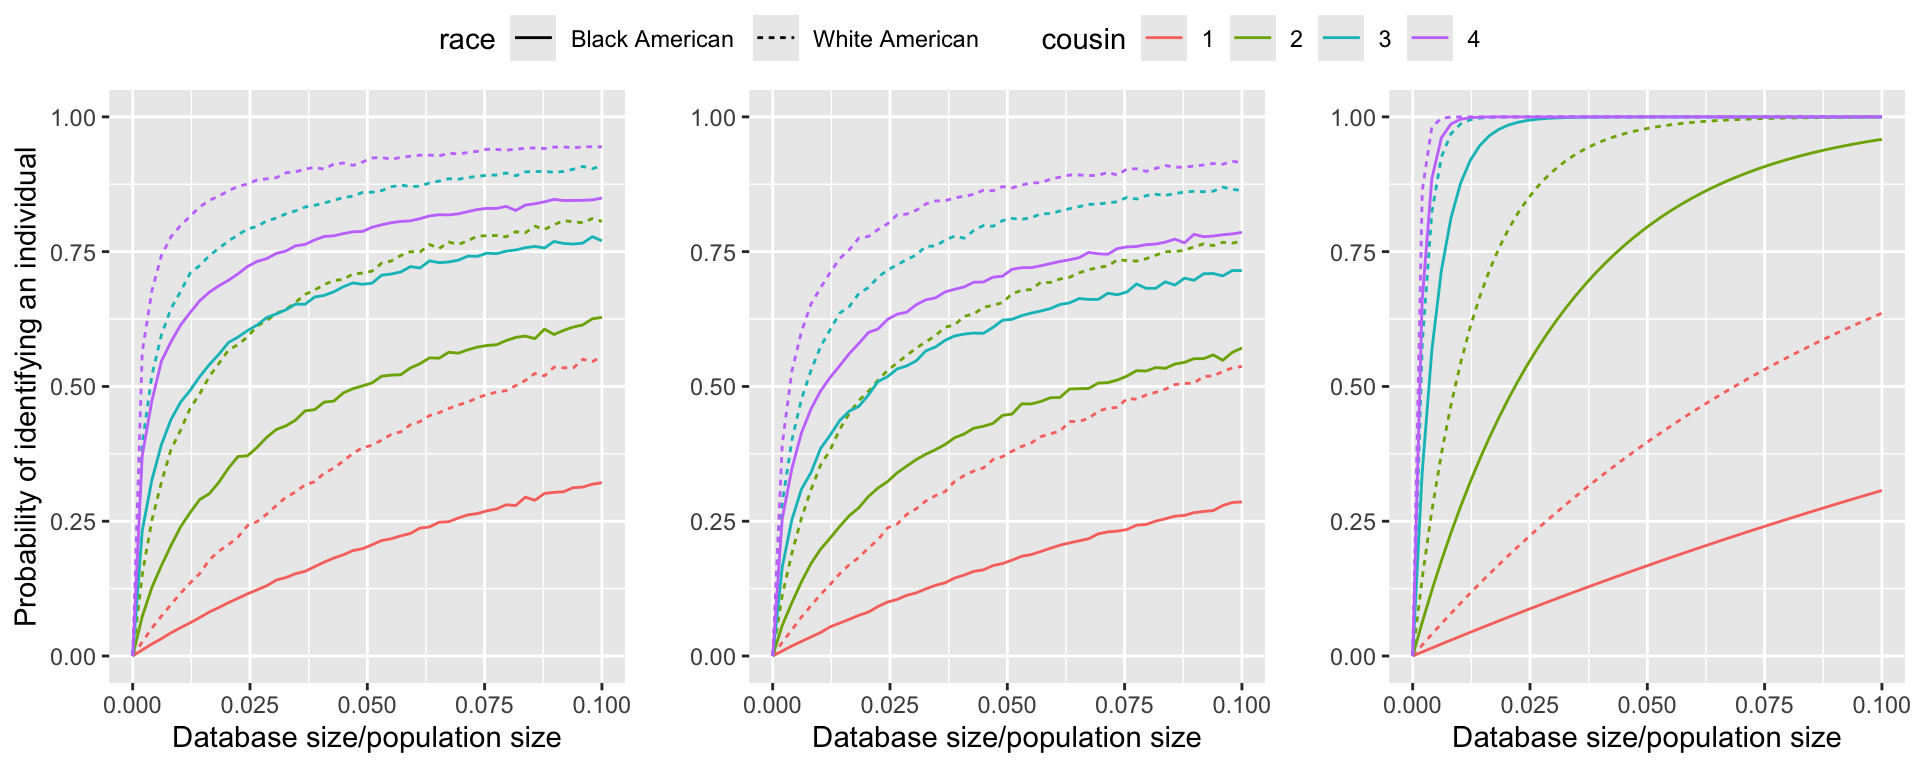 race Black American White American cousin 1 2 3 4
Probability of identifying an individual
1.00
0.75
0.50
0.25
0.00
0.000 0.025 0.050 0.075 0.100
Database size/population size
1.00
0.75
0.50
0.25
0.00
0.000 0.025 0.050 0.075 0.100
Database size/population size
1.00
0.75
0.50
0.25
0.00
0.000 0.025 0.050 0.075 0.100
Database size/population size